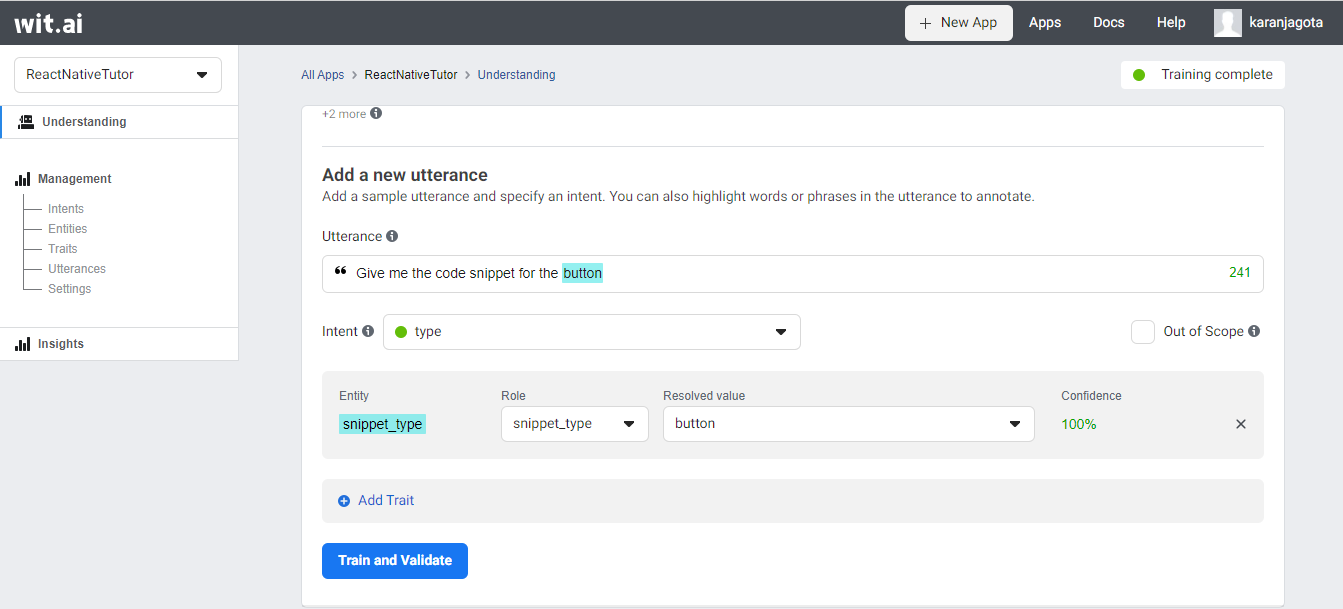 wit.ai
+ New App Apps Docs Help karanjagota
ReactNativeTutor
All Apps > ReactNativeTutor > Understanding
Training complete
Understanding
Management
Intents
Entities
Traits
Utterances
Settings
Insights
+2 more
Add a new utterance
Add a sample utterance and specify an intent. You can also highlight words or phrases in the utterance to annotate.
Utterance
“ Give me the code snippet for the button 241
Intent type Out of Scope
Entity Role Resolved value Confidence
snippet_type snippet_type button 100%
Add Trait
Train and Validate